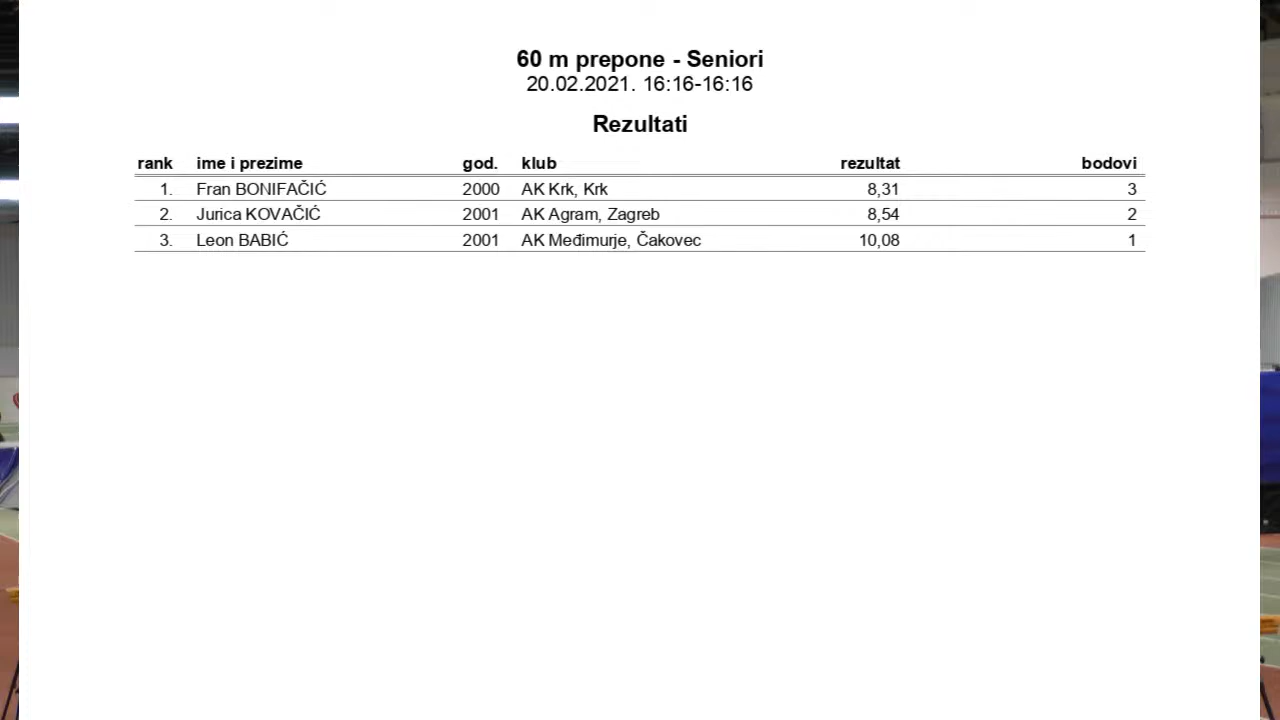 60 m prepone - Seniori
20.02.2021. 16:16-16:16
Rezultati
rank ime i prezime god. klub rezultat bodovi
1. Fran BONIFAČIĆ 2000 AK Krk, Krk 8,31 3
2. Jurica KOVAČIĆ 2001 AK Agram, Zagreb 8,54 2
3. Leon BABIĆ 2001 AK Međimurje, Čakovec 10,08 1